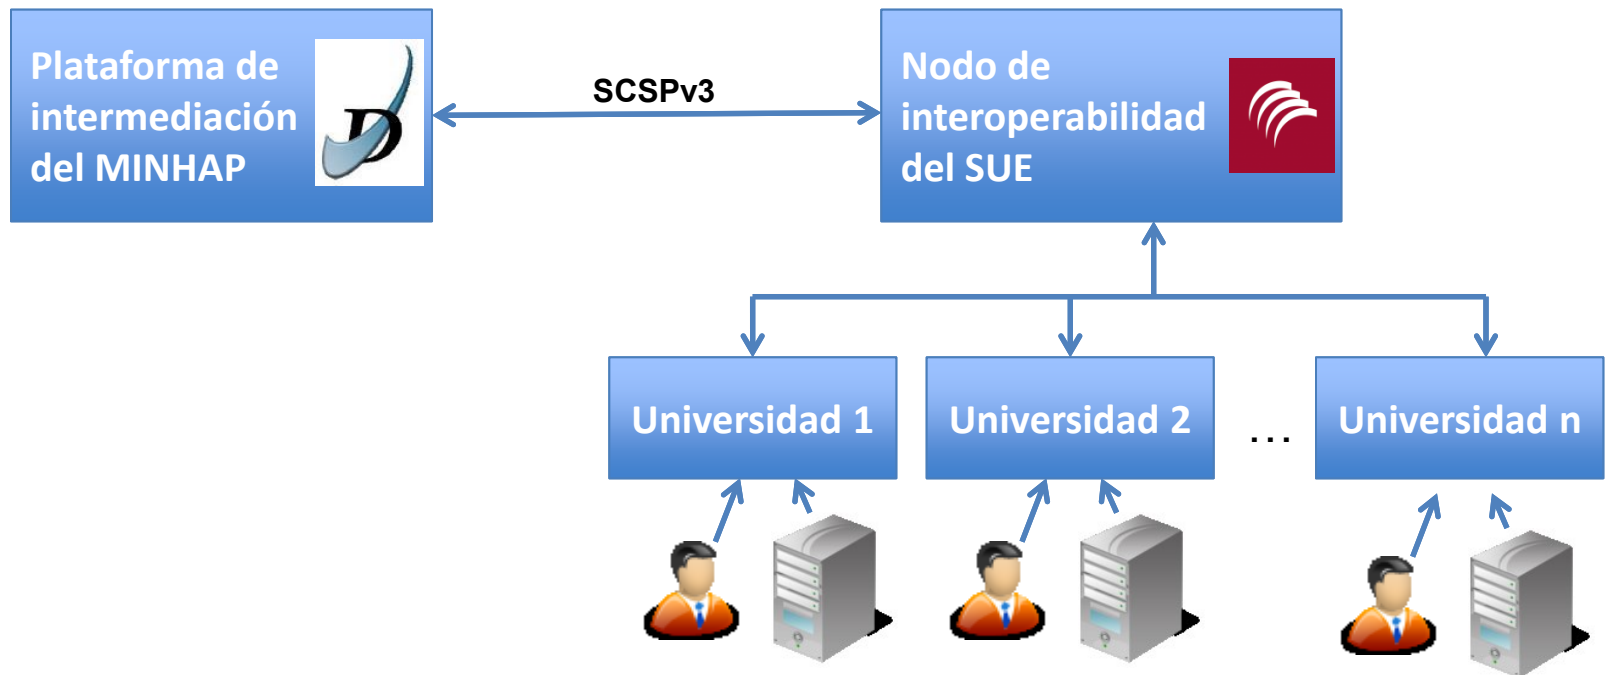 Plataforma de
intermediación
del MINHAP
D
SCSPv3
Nodo de
interoperabilidad
del SUE
Universidad 1
Universidad 2
...
Universidad n